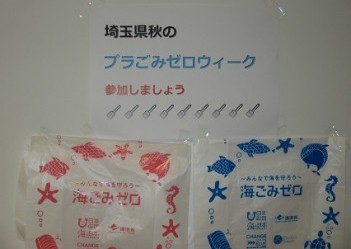 埼玉県秋の
プラごみゼロウィーク
参加しましょう
～みんなで海を守ろう～
海ごみゼロ
CHANGE
～みんなで海を守ろう～
海ごみゼロ
CHANGE